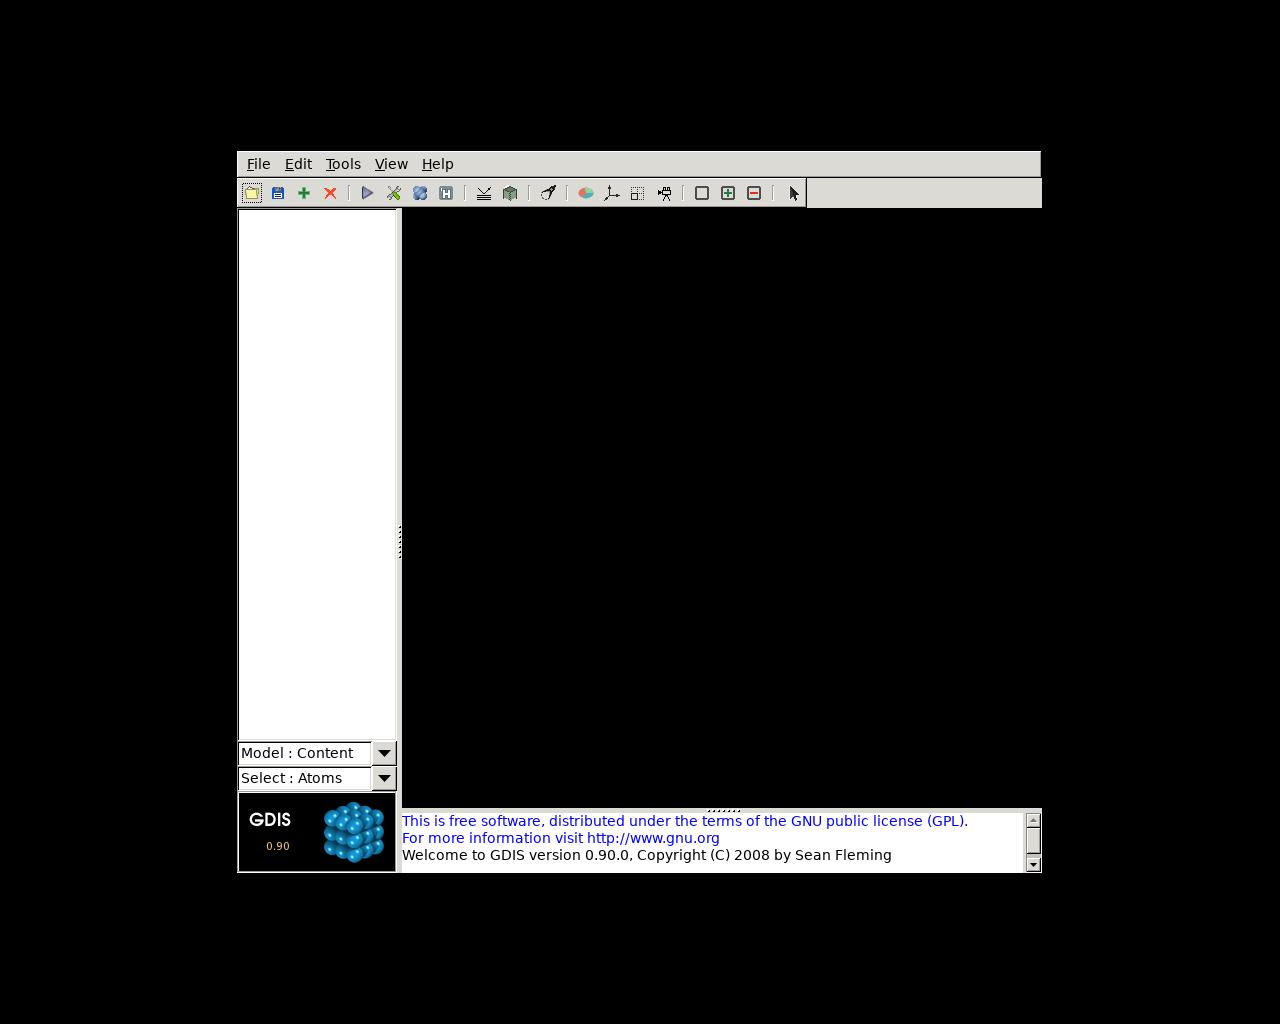 File Edit Tools View Help
Model : Content
Select : Atoms
GDIS
0.90
This is free software, distributed under the terms of the GNU public license (GPL).
For more information visit http://www.gnu.org
Welcome to GDIS version 0.90.0, Copyright (C) 2008 by Sean Fleming